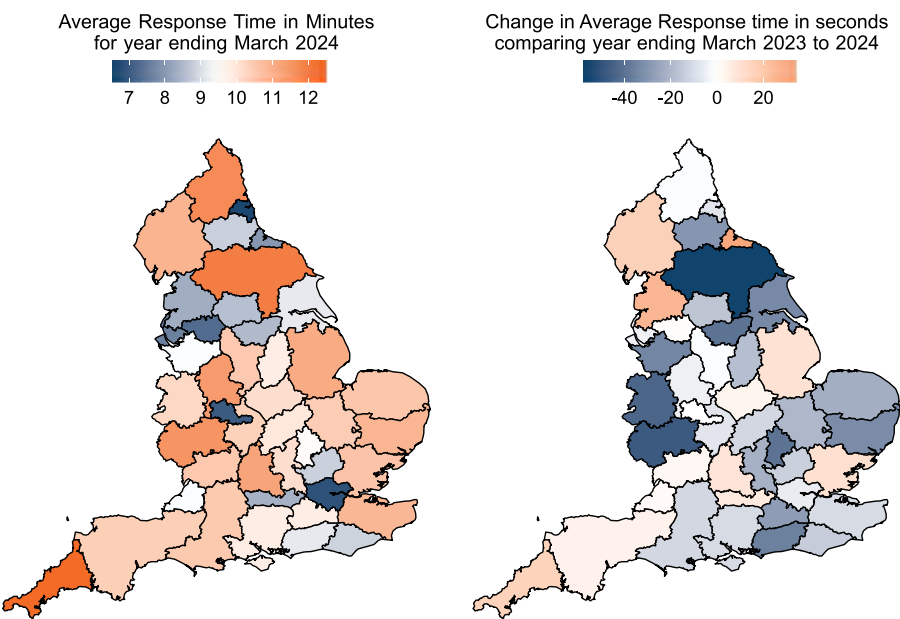 Average Response Time in Minutes
for year ending March 2024
7 8 9 10 11 12
Change in Average Response time in seconds
comparing year ending March 2023 to 2024
-40 -20 0 20